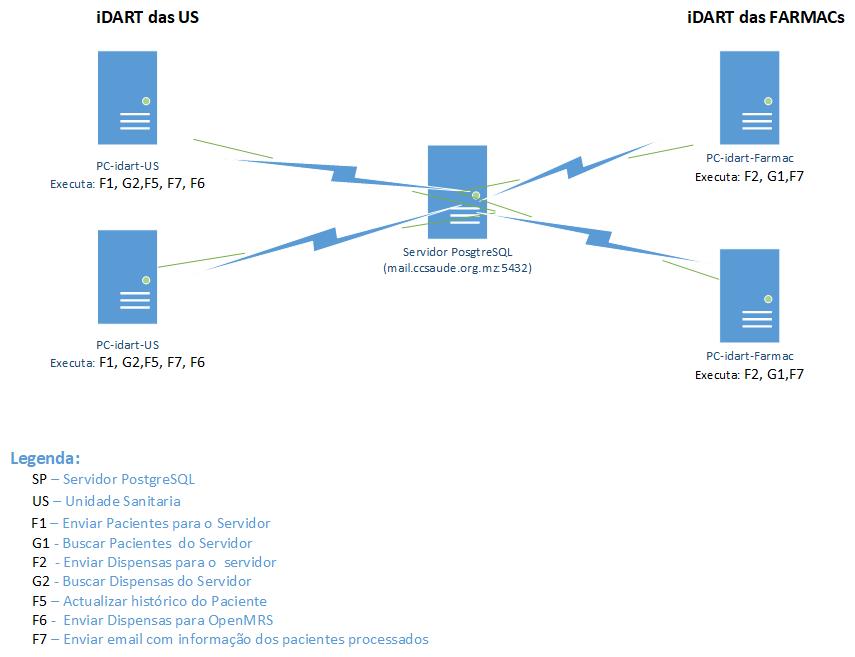 iDART das US
iDART das FARMACs
PC-idart-US
Executa: F1, G2,F5, F7, F6
PC-idart-Farmac
Executa: F2, G1,F7
Servidor PosgtreSQL
(mail.ccsaude.org.mz:5432)
PC-idart-US
Executa: F1, G2,F5, F7, F6
PC-idart-Farmac
Executa: F2, G1,F7
Legenda:
SP – Servidor PostgreSQL
US – Unidade Sanitaria
F1 – Enviar Pacientes para o Servidor
G1 - Buscar Pacientes do Servidor
F2 - Enviar Dispensas para o servidor
G2 - Buscar Dispensas do Servidor
F5 – Actualizar histórico do Paciente
F6 - Enviar Dispensas para OpenMRS
F7 – Enviar email com informação dos pacientes processados